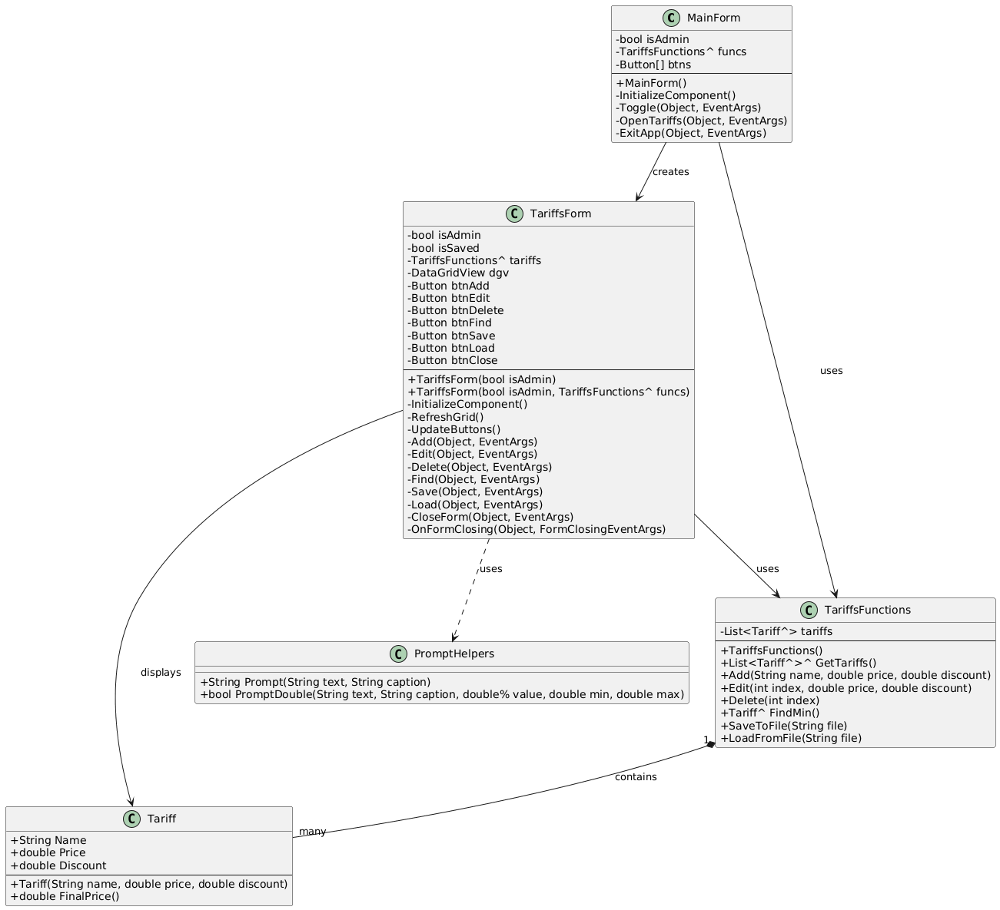 C MainForm
-bool isAdmin
-TariffsFunctions^ funcs
-Button[] btns
+MainForm()
-InitializeComponent()
-Toggle(Object, EventArgs)
-OpenTariffs(Object, EventArgs)
-ExitApp(Object, EventArgs)
creates
C TariffsForm
-bool isAdmin
-bool isSaved
-TariffsFunctions^ tariffs
-DataGridView dgv
-Button btnAdd
-Button btnEdit
-Button btnDelete
-Button btnFind
-Button btnSave
-Button btnLoad
-Button btnClose
+TariffsForm(bool isAdmin)
+TariffsForm(bool isAdmin, TariffsFunctions^ funcs)
-InitializeComponent()
-RefreshGrid()
-UpdateButtons()
-Add(Object, EventArgs)
-Edit(Object, EventArgs)
-Delete(Object, EventArgs)
-Find(Object, EventArgs)
-Save(Object, EventArgs)
-Load(Object, EventArgs)
-CloseForm(Object, EventArgs)
-OnFormClosing(Object, FormClosingEventArgs)
uses
uses
uses
C TariffsFunctions
-List<Tariff^> tariffs
+TariffsFunctions()
+List<Tariff^>^ GetTariffs()
+Add(String name, double price, double discount)
+Edit(int index, double price, double discount)
+Delete(int index)
+Tariff^ FindMin()
+SaveToFile(String file)
+LoadFromFile(String file)
C PromptHelpers
+String Prompt(String text, String caption)
+bool PromptDouble(String text, String caption, double% value, double min, double max)
displays
1
contains
many
C Tariff
+String Name
+double Price
+double Discount
+Tariff(String name, double price, double discount)
+double FinalPrice()